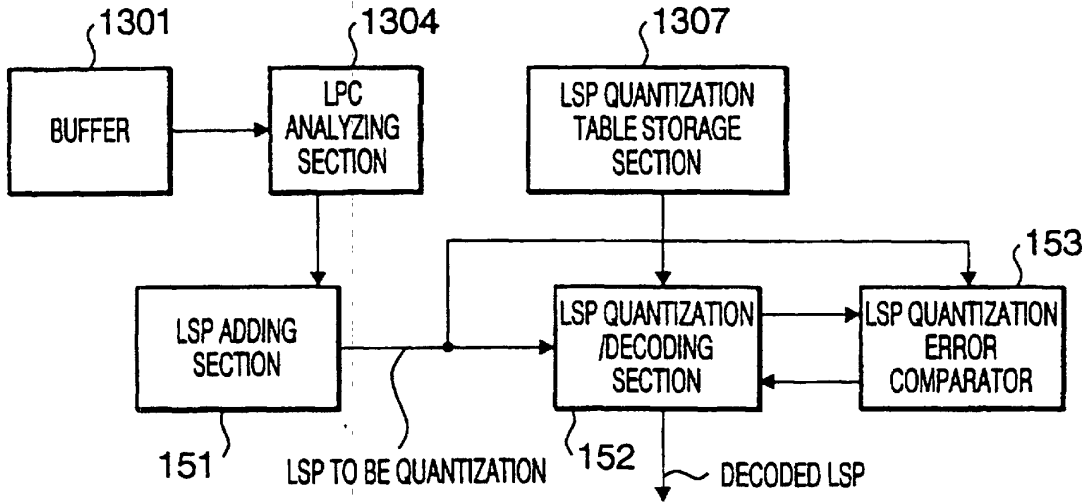 1301
1304
1307
BUFFER
LPC
ANALYZING
SECTION
LSP QUANTIZATION
TABLE STORAGE
SECTION
153
LSP ADDING
SECTION
LSP QUANTIZATION
/DECODING
SECTION
LSP QUANTIZATION
ERROR
COMPARATOR
151
LSP TO BE QUANTIZATION
152
DECODED LSP